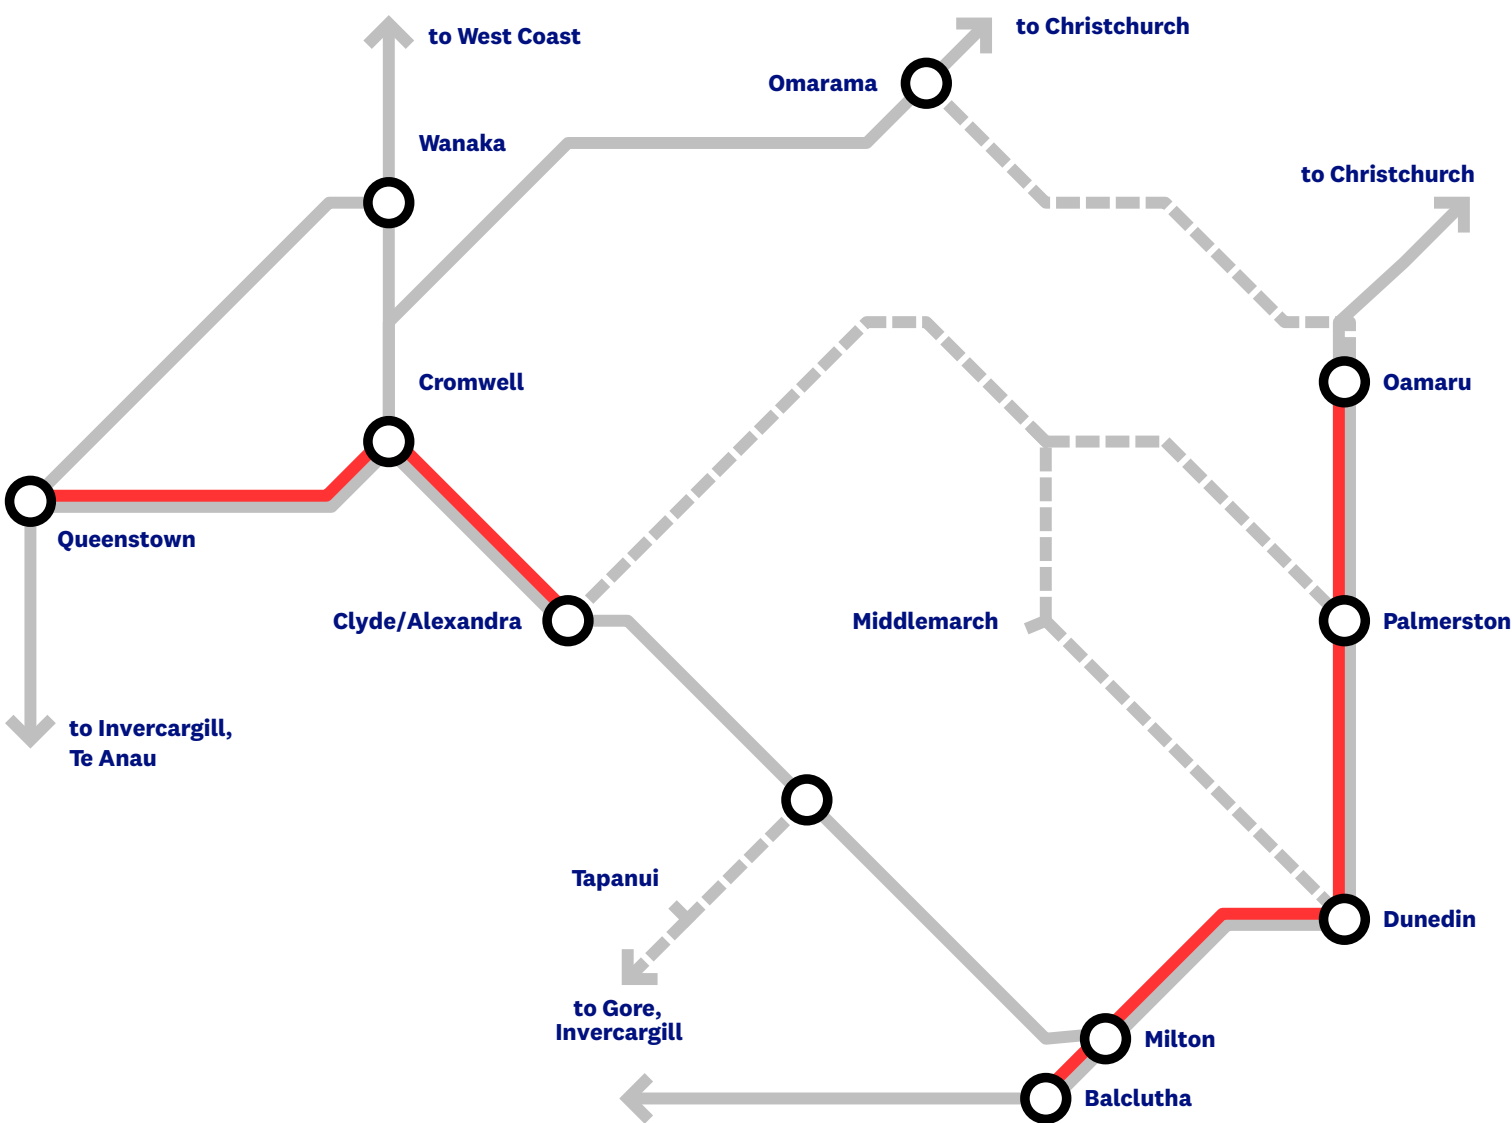 to West Coast
to Christchurch
Omarama
Wanaka
to Christchurch
Cromwell
Oamaru
Queenstown
Clyde/Alexandra
Middlemarch
Palmerston
to Invercargill,
Te Anau
Tapanui
Dunedin
to Gore,
Invercargill
Milton
Balclutha